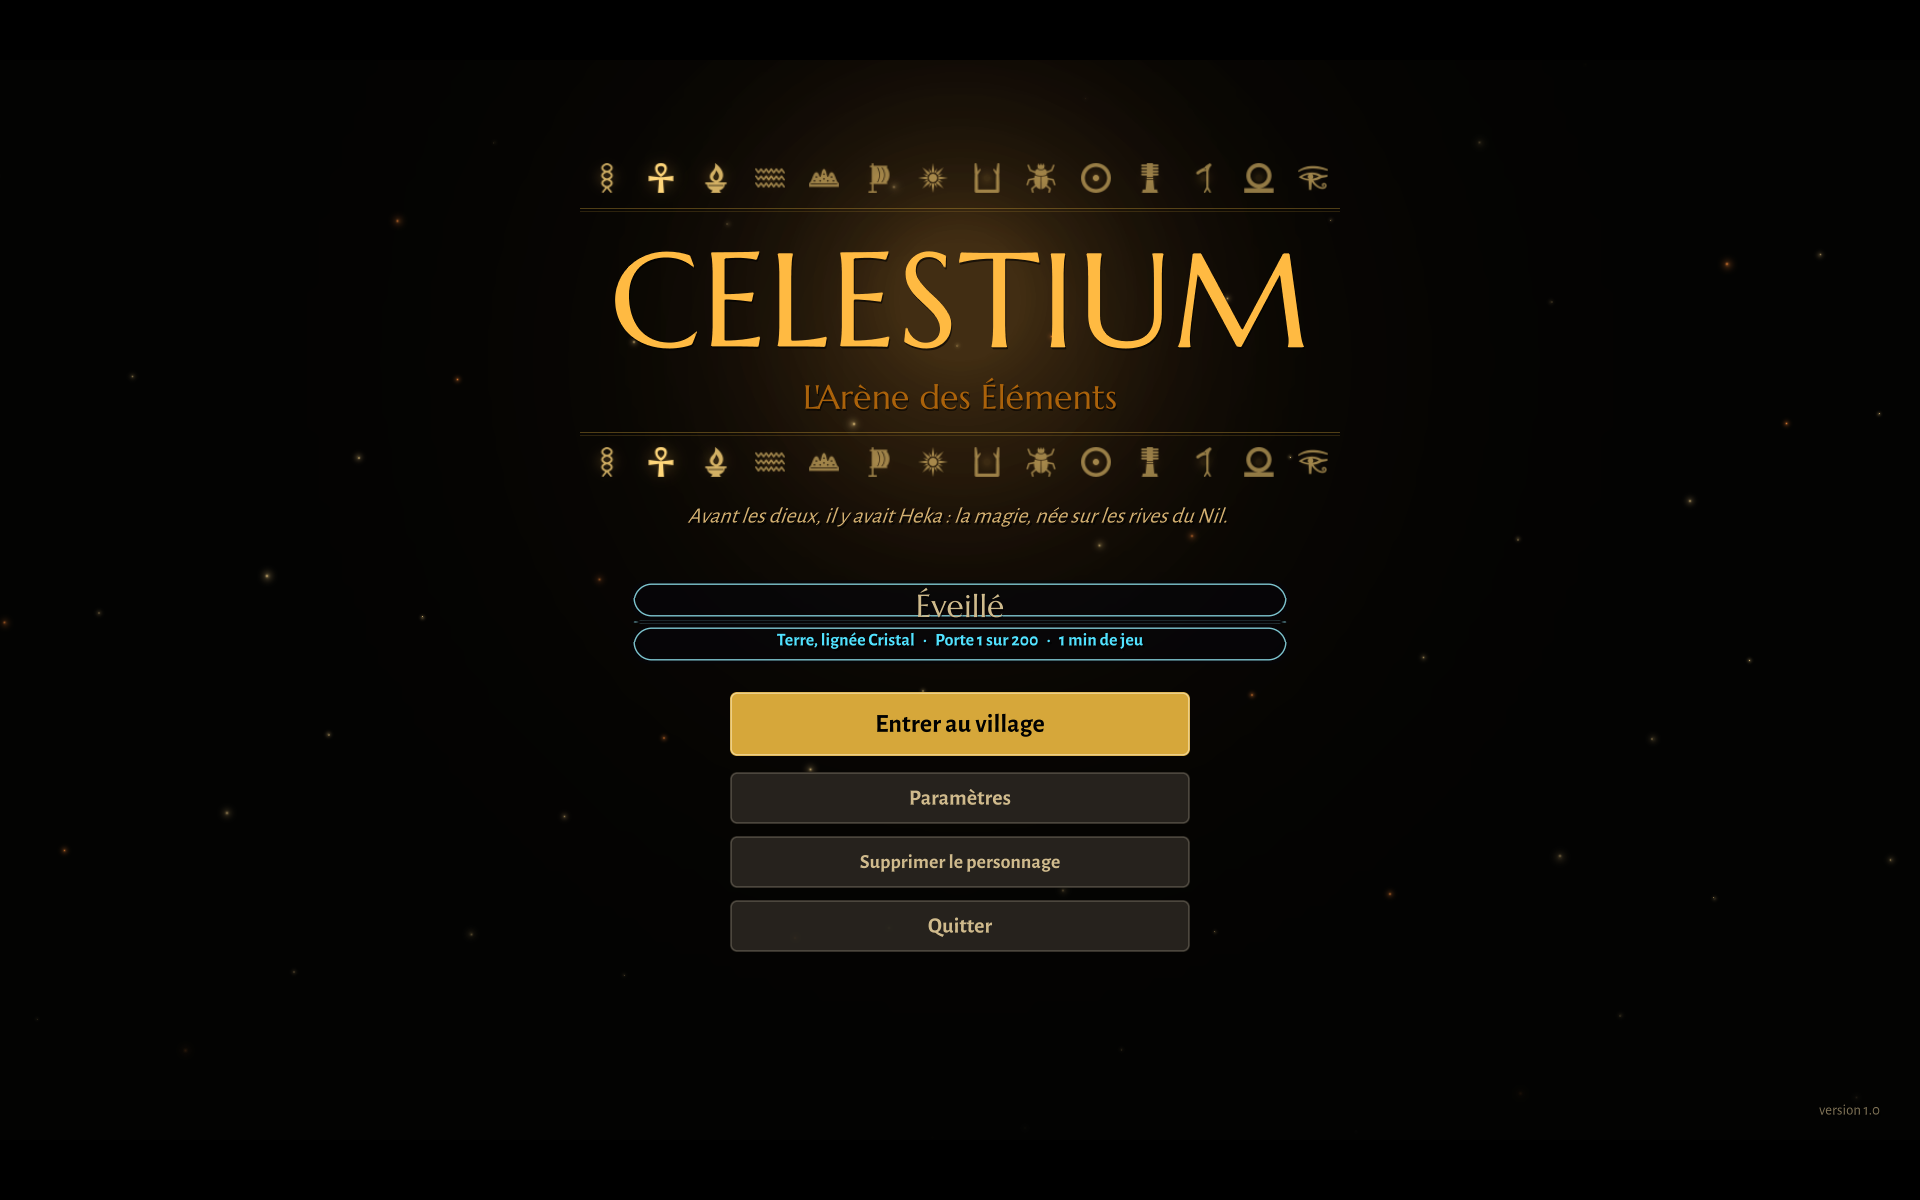 CELESTIUM
L'Arène des Éléments
Avant les dieux, il y avait Heka : la magie, née sur les rives du Nil.
Éveillé
Terre, lignée Cristal · Porte 1 sur 200 · 1 min de jeu
Entrer au village
Paramètres
Supprimer le personnage
Quitter
version 1.0